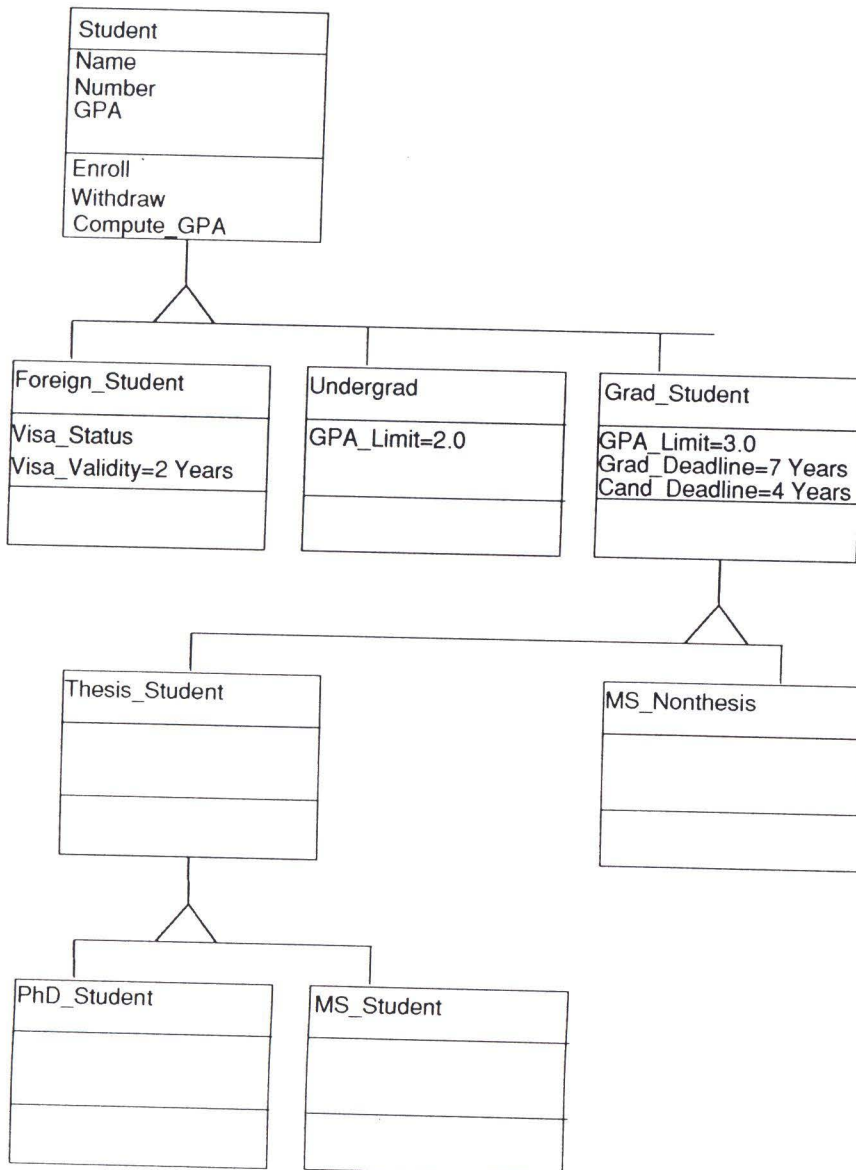 Student
Name
Number
GPA
Enroll
Withdraw
Compute_GPA
Foreign_Student
Visa_Status
Visa_Validity=2 Years
Undergrad
GPA_Limit=2.0
Grad_Student
GPA_Limit=3.0
Grad_Deadline=7 Years
Cand_Deadline=4 Years
Thesis_Student
MS_Nonthesis
PhD_Student
MS_Student